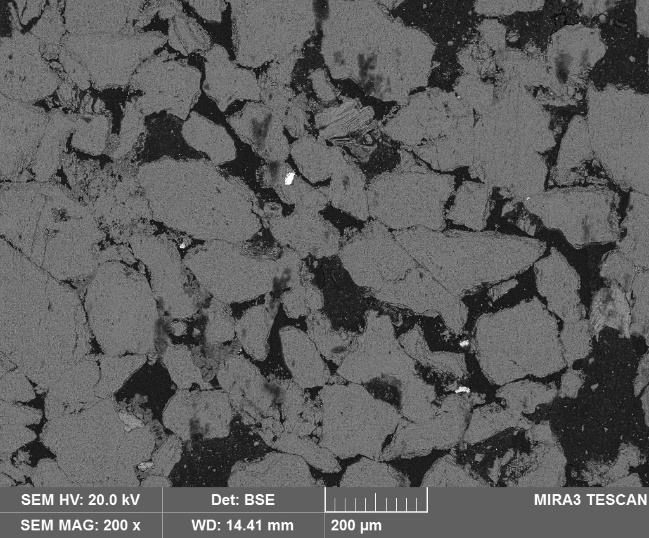 SEM HV: 20.0 kV Det: BSE MIRA3 TESCAN
SEM MAG: 200 x WD: 14.41 mm 200 µm